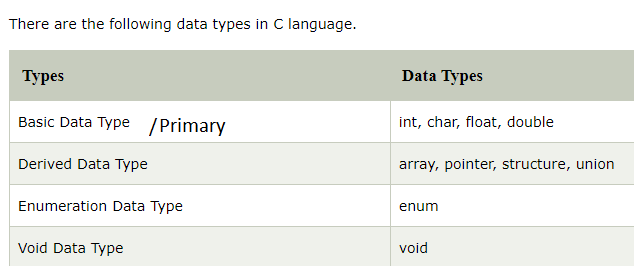 There are the following data types in C language.
Types Data Types
Basic Data Type /Primary int, char, float, double
Derived Data Type array, pointer, structure, union
Enumeration Data Type enum
Void Data Type void